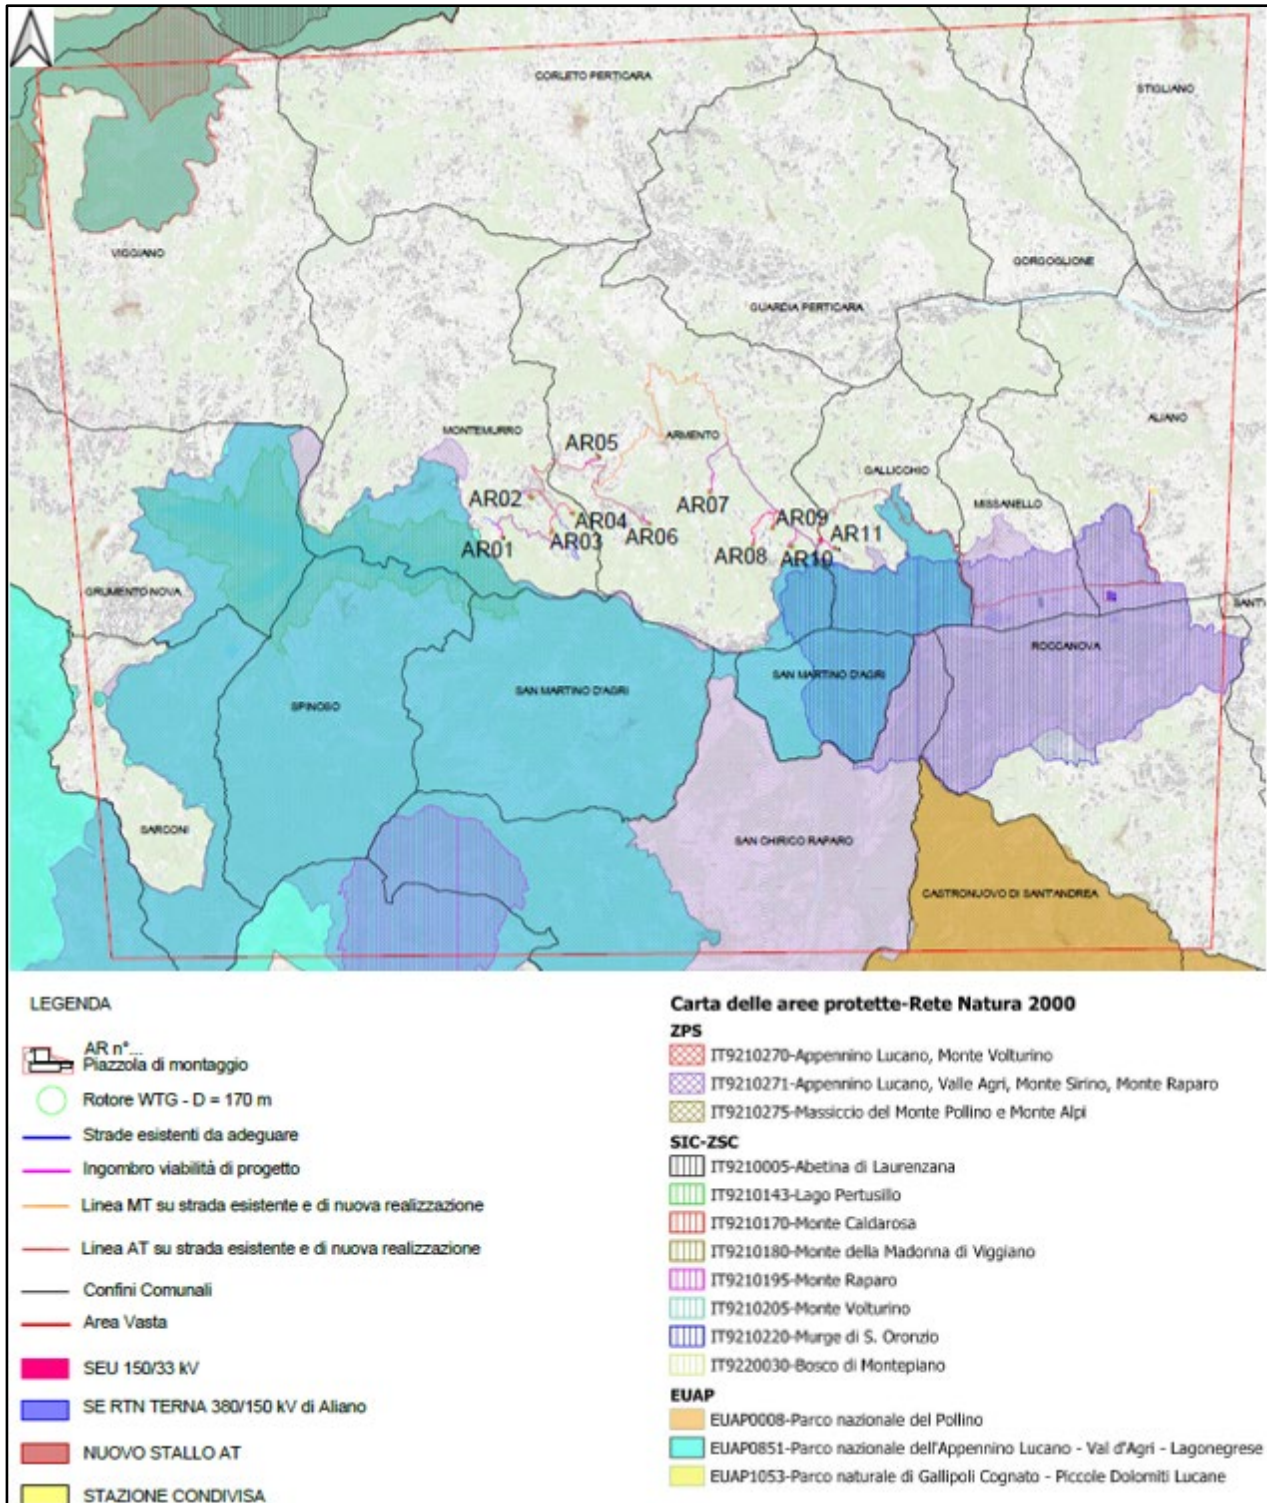 CORLETO PERTICARA
STIGLIANO
VIGGIANO
GORGOGLIONE
GUARDIA PERTICARA
ALIANO
MONTEMURRO
ARMENTO
AR05
GALLICCHIO
AR02
AR07
MISSANELLO
AR04
AR09
AR01
AR03
AR06
AR11
AR08
AR10
GRUMENTO NOVA
ROCCANOVA
SAN MARTINO D'AGRI
SAN MARTINO D'AGRI
SPINOSO
SARCONI
SAN CHIRICO RAPARO
CASTRONUOVO DI SANT'ANDREA
LEGENDA
AR n°...
Piazzola di montaggio
Rotore WTG - D = 170 m
Strade esistenti da adeguare
Ingombro viabilità di progetto
Linea MT su strada esistente e di nuova realizzazione
Linea AT su strada esistente e di nuova realizzazione
Confini Comunali
Area Vasta
SEU 150/33 kV
SE RTN TERNA 380/150 kV di Aliano
NUOVO STALLO AT
STAZIONE CONDIVISA
Carta delle aree protette-Rete Natura 2000
ZPS
IT9210270-Appennino Lucano, Monte Volturino
IT9210271-Appennino Lucano, Valle Agri, Monte Sirino, Monte Raparo
IT9210275-Massiccio del Monte Pollino e Monte Alpi
SIC-ZSC
IT9210005-Abetina di Laurenzana
IT9210143-Lago Pertusillo
IT9210170-Monte Caldarosa
IT9210180-Monte della Madonna di Viggiano
IT9210195-Monte Raparo
IT9210205-Monte Volturino
IT9210220-Murge di S. Oronzio
IT9220030-Bosco di Montepiano
EUAP
EUAP0008-Parco nazionale del Pollino
EUAP0851-Parco nazionale dell'Appennino Lucano - Val d'Agri - Lagonegrese
EUAP1053-Parco naturale di Gallipoli Cognato - Piccole Dolomiti Lucane